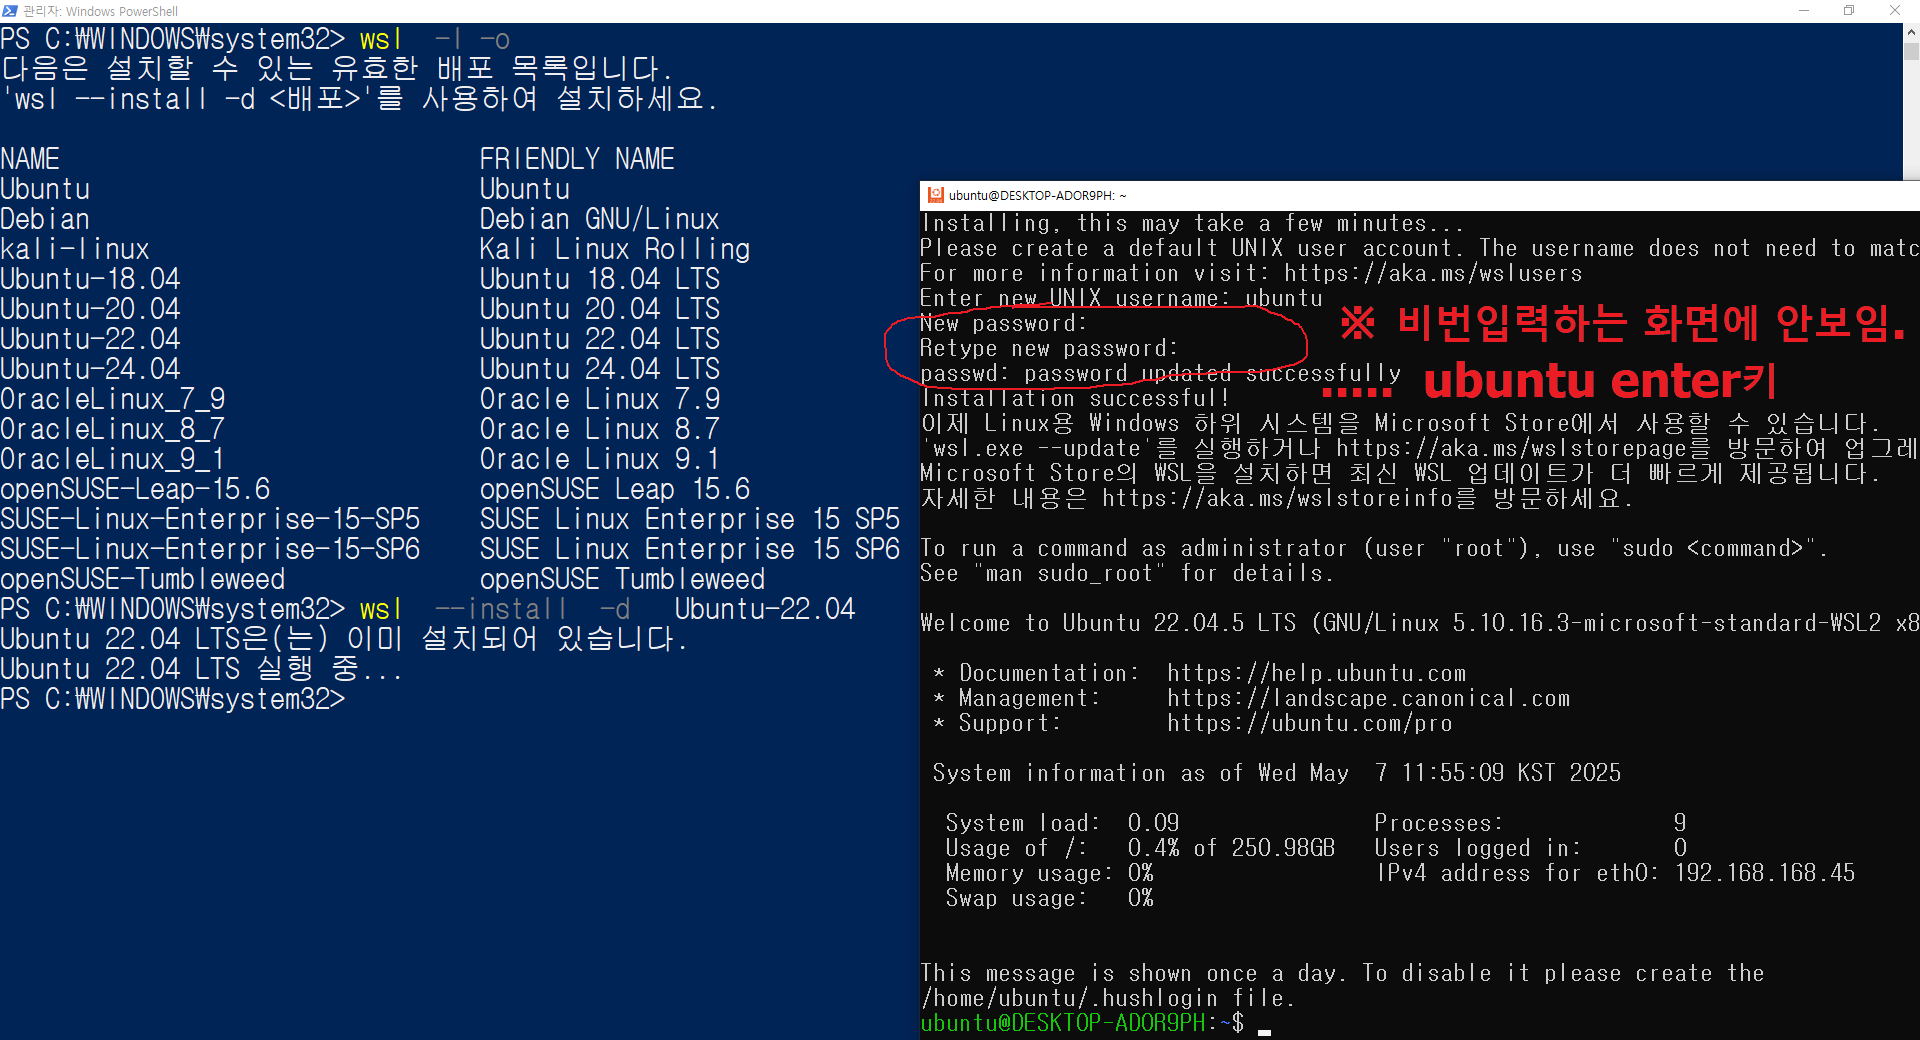 관리자: Windows PowerShell
PS C:₩WINDOWS₩system32> wsl -l -o
다음은 설치할 수 있는 유효한 배포 목록입니다.
'wsl --install -d <배포>'를 사용하여 설치하세요.
NAME FRIENDLY NAME
Ubuntu Ubuntu
Debian Debian GNU/Linux
kali-linux Kali Linux Rolling
Ubuntu-18.04 Ubuntu 18.04 LTS
Ubuntu-20.04 Ubuntu 20.04 LTS
Ubuntu-22.04 Ubuntu 22.04 LTS
Ubuntu-24.04 Ubuntu 24.04 LTS
OracleLinux_7_9 Oracle Linux 7.9
OracleLinux_8_7 Oracle Linux 8.7
OracleLinux_9_1 Oracle Linux 9.1
openSUSE-Leap-15.6 openSUSE Leap 15.6
SUSE-Linux-Enterprise-15-SP5 SUSE Linux Enterprise 15 SP5
SUSE-Linux-Enterprise-15-SP6 SUSE Linux Enterprise 15 SP6
openSUSE-Tumbleweed openSUSE Tumbleweed
PS C:₩WINDOWS₩system32> wsl --install -d Ubuntu-22.04
Ubuntu 22.04 LTS은(는) 이미 설치되어 있습니다.
Ubuntu 22.04 LTS 실행 중...
PS C:₩WINDOWS₩system32>
ubuntu@DESKTOP-ADOR9PH: ~
Installing, this may take a few minutes...
Please create a default UNIX user account. The username does not need to matc
For more information visit: https://aka.ms/wslusers
Enter new UNIX username: ubuntu
New password:
Retype new password:
passwd: password updated successfully
Installation successful!
※ 비번입력하는 화면에 안보임.
..... ubuntu enter키
이제 Linux용 Windows 하위 시스템을 Microsoft Store에서 사용할 수 있습니다.
'wsl.exe --update'를 실행하거나 https://aka.ms/wslstorepage를 방문하여 업그레
Microsoft Store의 WSL을 설치하면 최신 WSL 업데이트가 더 빠르게 제공됩니다.
자세한 내용은 https://aka.ms/wslstoreinfo를 방문하세요.
To run a command as administrator (user "root"), use "sudo <command>".
See "man sudo_root" for details.
Welcome to Ubuntu 22.04.5 LTS (GNU/Linux 5.10.16.3-microsoft-standard-WSL2 x8
* Documentation: https://help.ubuntu.com
* Management: https://landscape.canonical.com
* Support: https://ubuntu.com/pro
System information as of Wed May 7 11:55:09 KST 2025
System load: 0.09 Processes: 9
Usage of /: 0.4% of 250.98GB Users logged in: 0
Memory usage: 0% IPv4 address for eth0: 192.168.168.45
Swap usage: 0%
This message is shown once a day. To disable it please create the
/home/ubuntu/.hushlogin file.
ubuntu@DESKTOP-ADOR9PH:~$